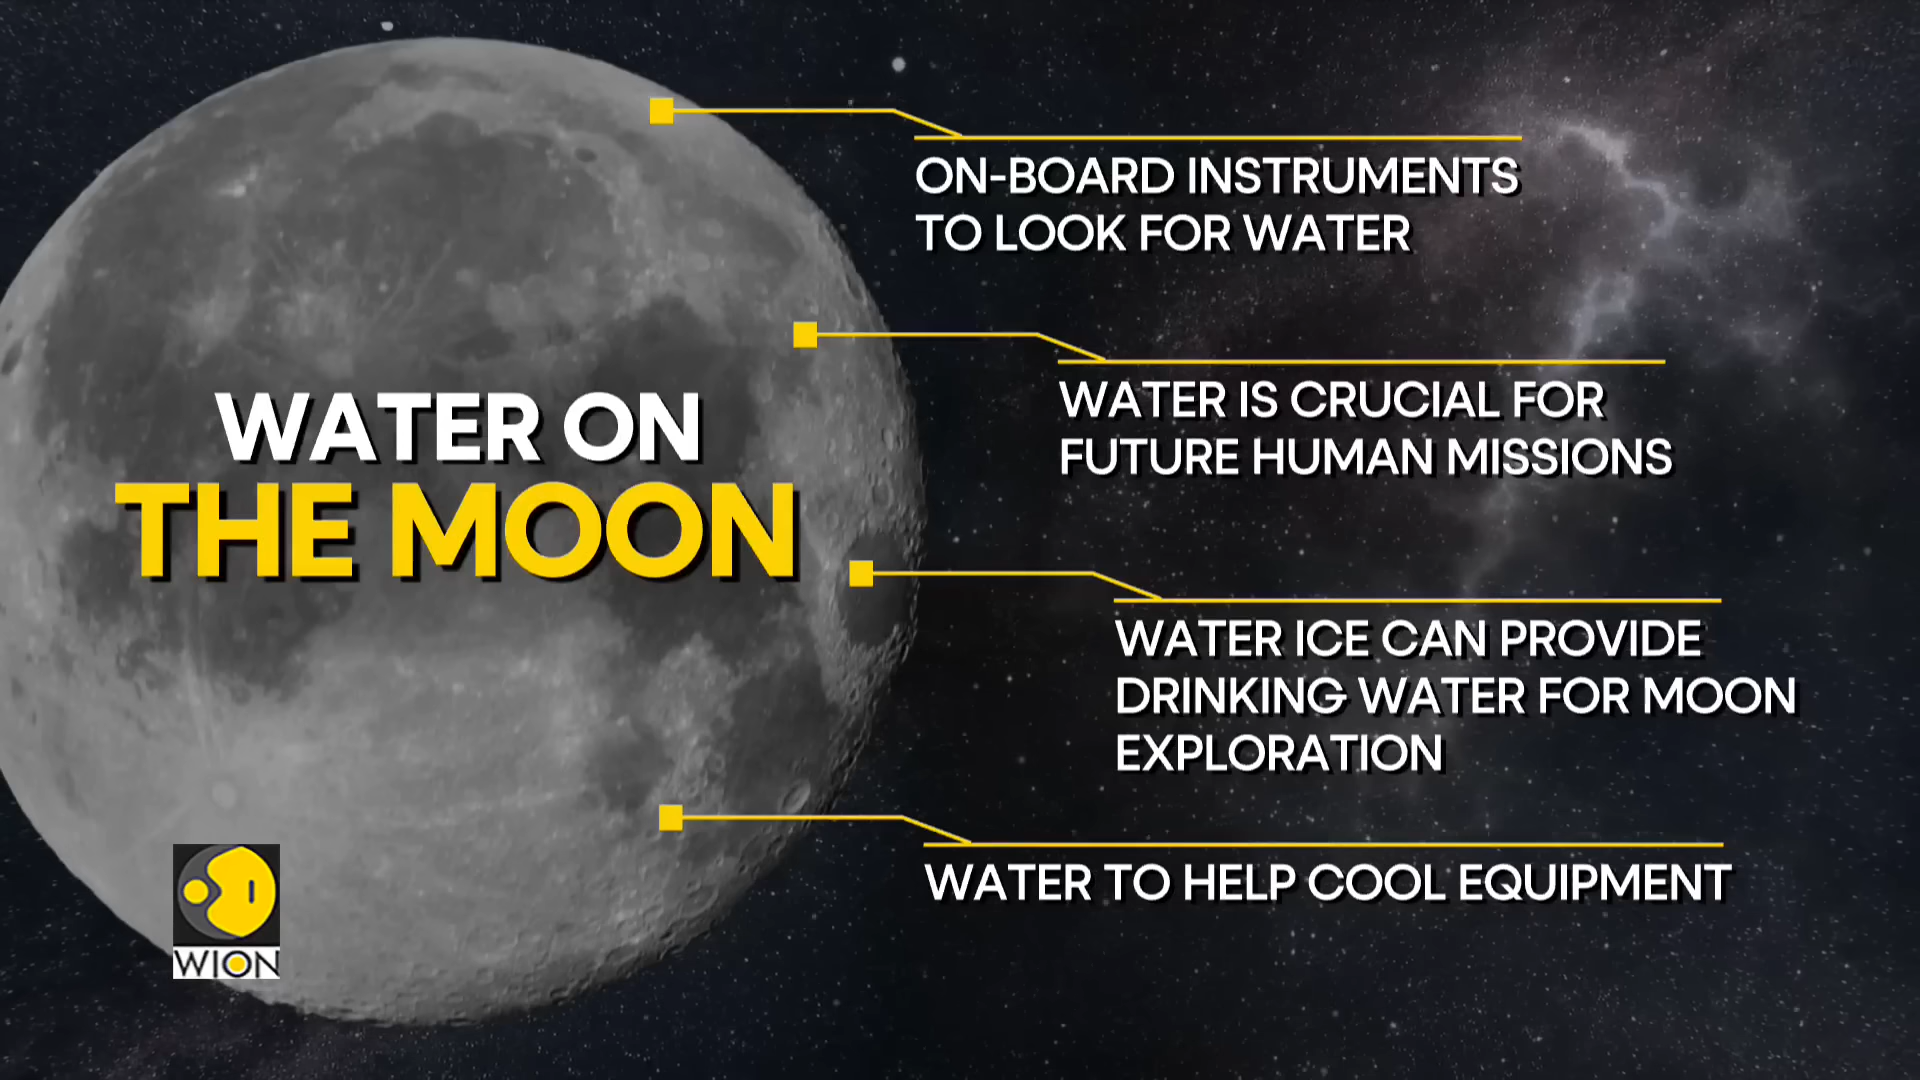 WATER ON
THE MOON
ON-BOARD INSTRUMENTS
TO LOOK FOR WATER
WATER IS CRUCIAL FOR
FUTURE HUMAN MISSIONS
WATER ICE CAN PROVIDE
DRINKING WATER FOR MOON
EXPLORATION
WATER TO HELP COOL EQUIPMENT
WION